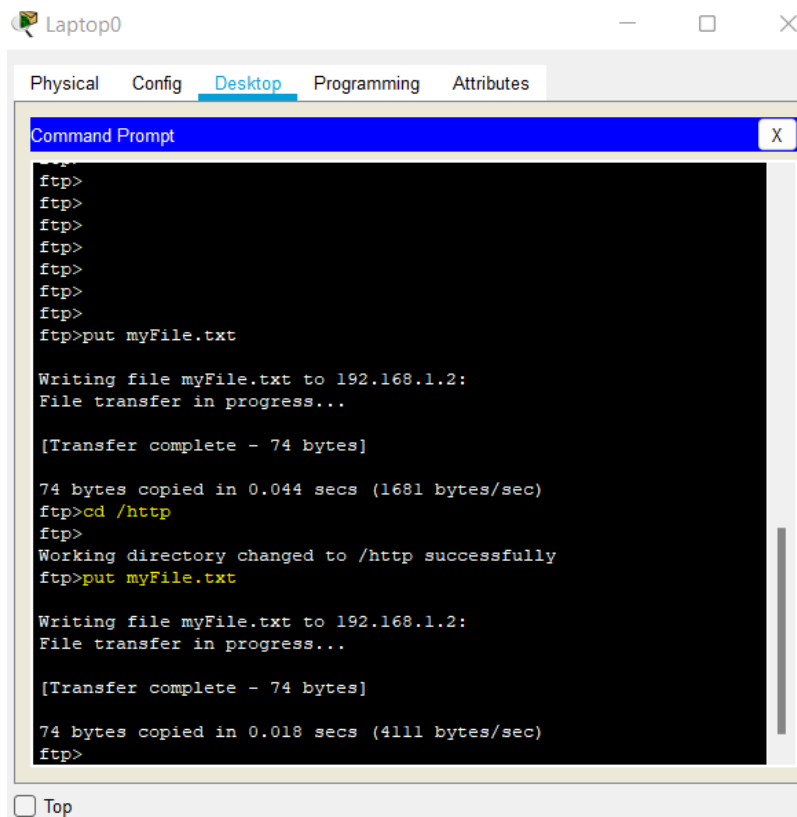 Laptop0
Physical Config Desktop Programming Attributes
Command Prompt X
ftp>
ftp>
ftp>
ftp>
ftp>
ftp>
ftp>
ftp>put myFile.txt
Writing file myFile.txt to 192.168.1.2:
File transfer in progress...
[Transfer complete - 74 bytes]
74 bytes copied in 0.044 secs (1681 bytes/sec)
ftp>cd /http
ftp>
Working directory changed to /http successfully
ftp>put myFile.txt
Writing file myFile.txt to 192.168.1.2:
File transfer in progress...
[Transfer complete - 74 bytes]
74 bytes copied in 0.018 secs (4111 bytes/sec)
ftp>
Top